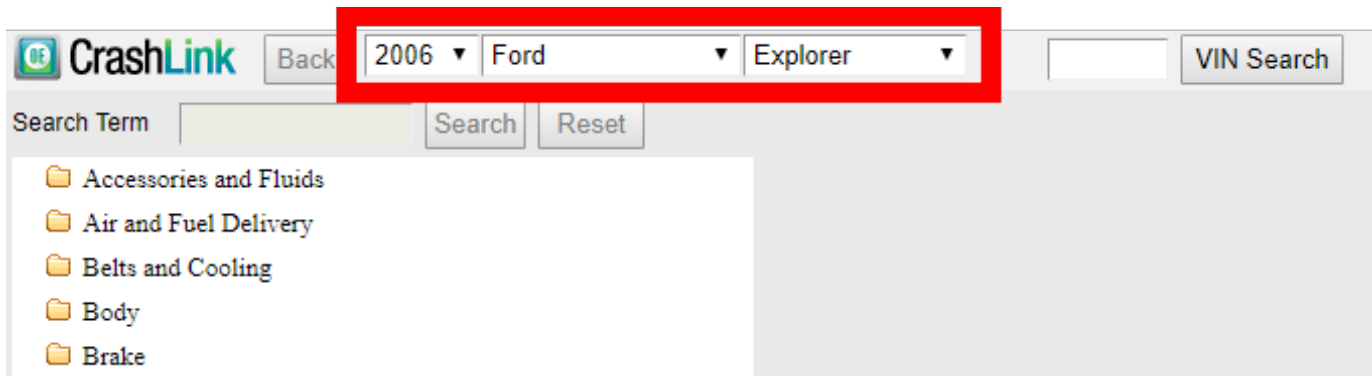 OE CrashLink Back 2006 Ford Explorer VIN Search
Search Term Search Reset
Accessories and Fluids
Air and Fuel Delivery
Belts and Cooling
Body
Brake